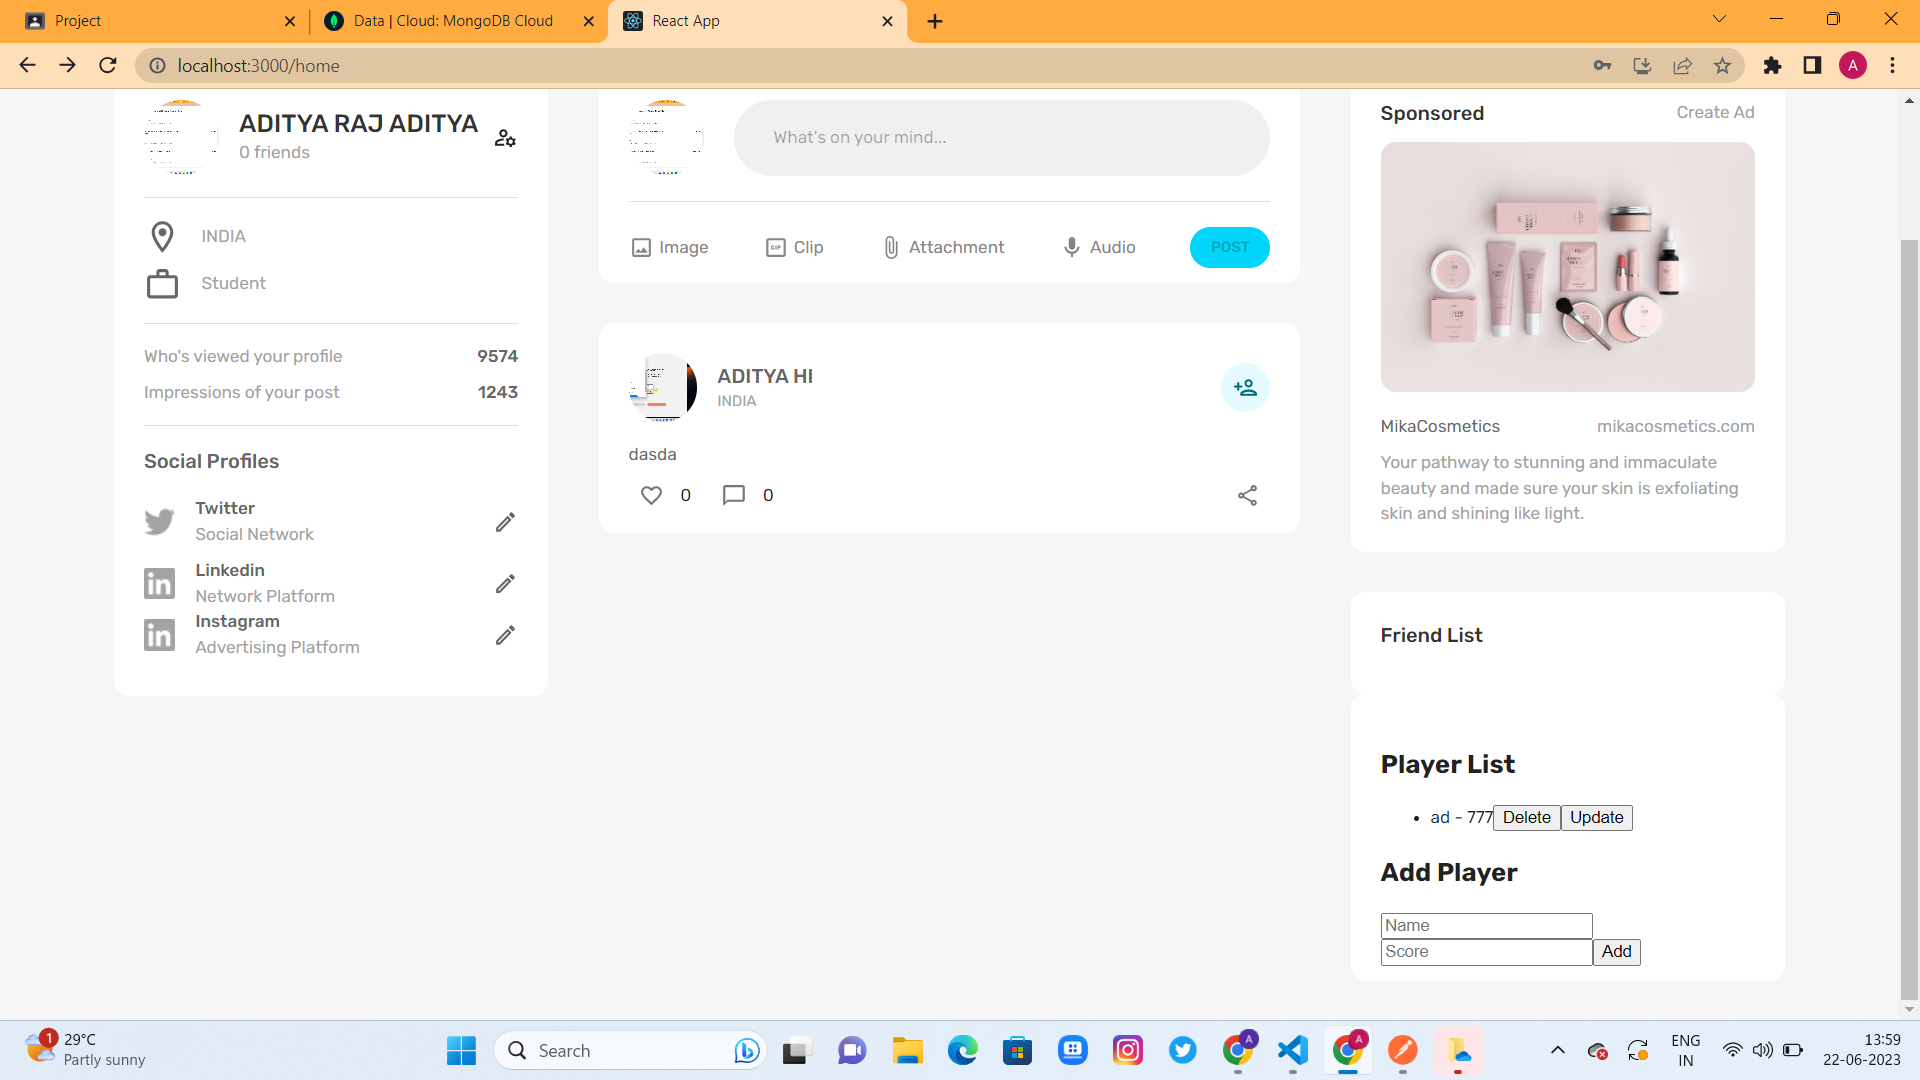 Project
Data | Cloud: MongoDB Cloud
React App
localhost:3000/home
A
ADITYA RAJ ADITYA
0 friends
INDIA
Student
Who's viewed your profile 9574
Impressions of your post 1243
Social Profiles
Twitter
Social Network
Linkedin
Network Platform
Instagram
Advertising Platform
What's on your mind...
Image
Clip
Attachment
Audio
POST
ADITYA HI
INDIA
dasda
0
0
Sponsored
Create Ad
MikaCosmetics
mikacosmetics.com
Your pathway to stunning and immaculate
beauty and made sure your skin is exfoliating
skin and shining like light.
Friend List
Player List
• ad - 777 Delete Update
Add Player
Name
Score
Add
1
29°C
Partly sunny
Search
A
A
ENG
IN
13:59
22-06-2023